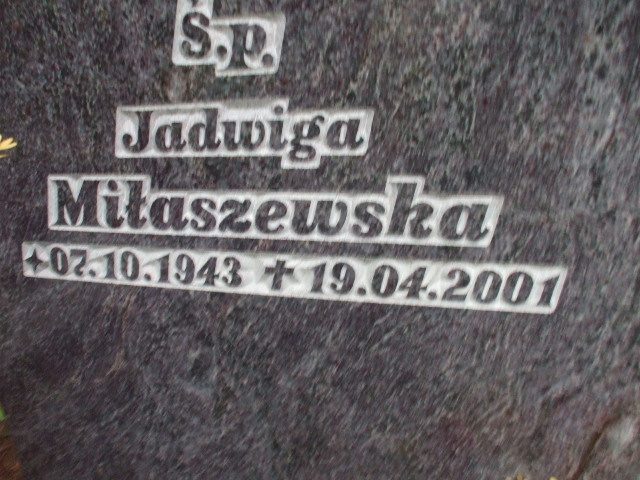 Ś.p.
Jadwiga
Miłaszewska
✦07.10.1943 ✝ 19.04.2001